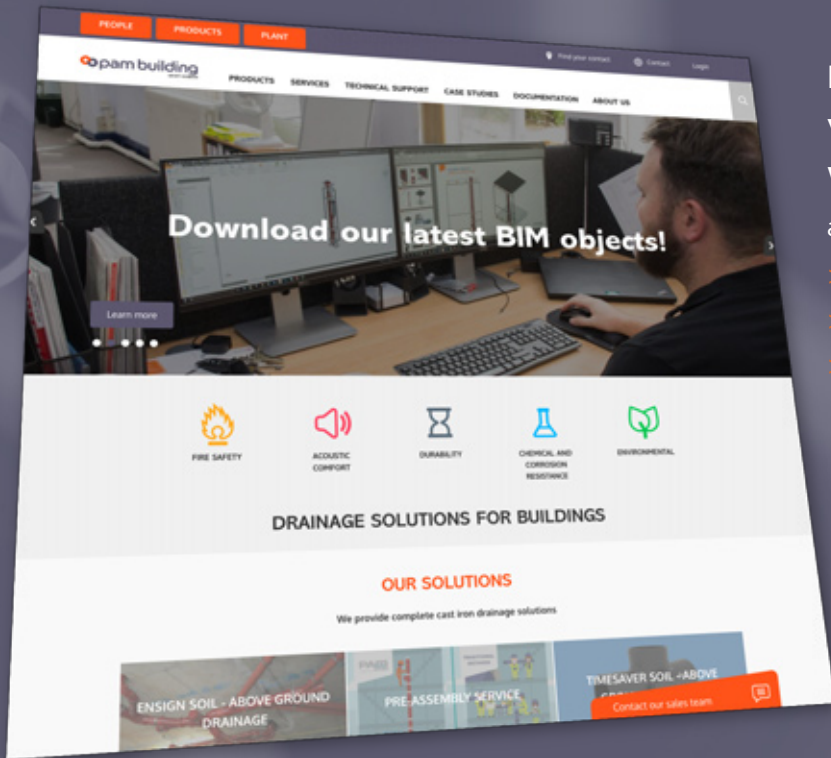 PEOPLE
PRODUCTS
PLANT
Find your contact
Contact
Login
pam building
PRODUCTS
SERVICES
TECHNICAL SUPPORT
CASE STUDIES
DOCUMENTATION
ABOUT US
Download our latest BIM objects!
Learn more
FIRE SAFETY
ACOUSTIC
COMFORT
DURABILITY
CHEMICAL AND
CORROSION
RESISTANCE
ENVIRONMENTAL
DRAINAGE SOLUTIONS FOR BUILDINGS
OUR SOLUTIONS
We provide complete cast iron drainage solutions
ENSIGN SOIL - ABOVE GROUND
DRAINAGE
PRE-ASSEMBLY SERVICE
TIMESAVER SOIL - ABOVE
Contact our sales team